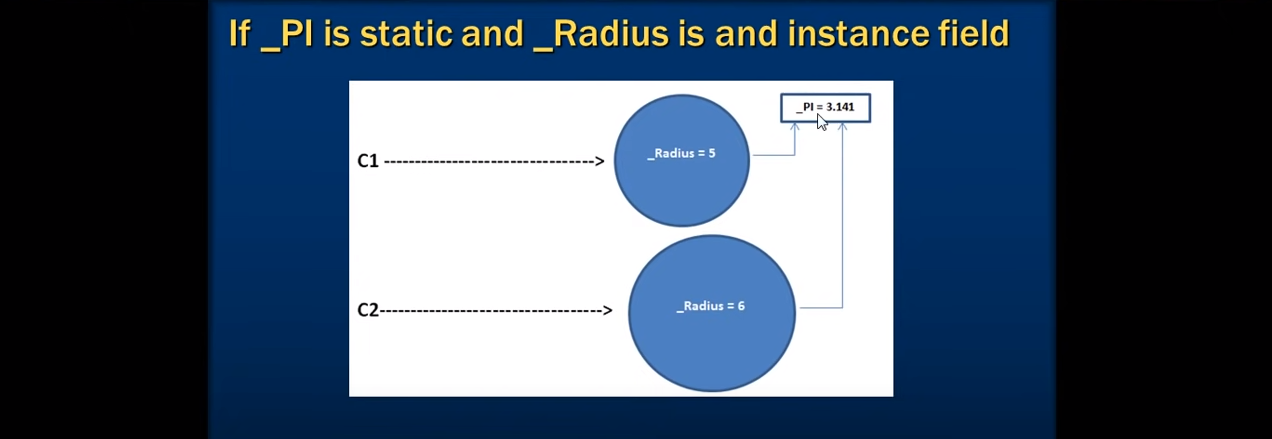 If _PI is static and _Radius is and instance field
_PI = 3.141
C1 ----------------------------------> _Radius = 5
C2------------------------------------> _Radius = 6